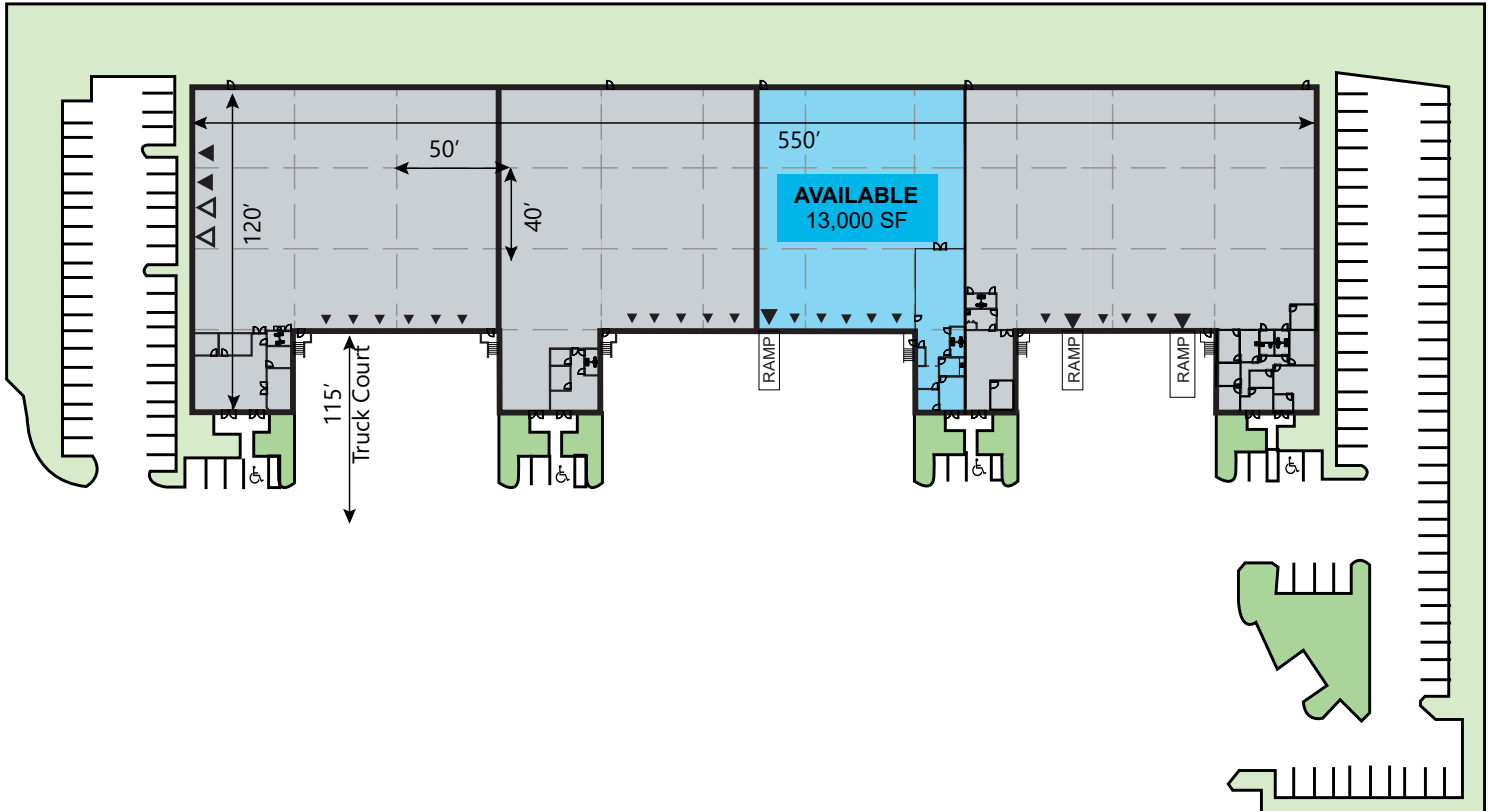 550’
50’
AVAILABLE
13,000 SF
120’
40’
115’
Truck Court
RAMP
RAMP
RAMP